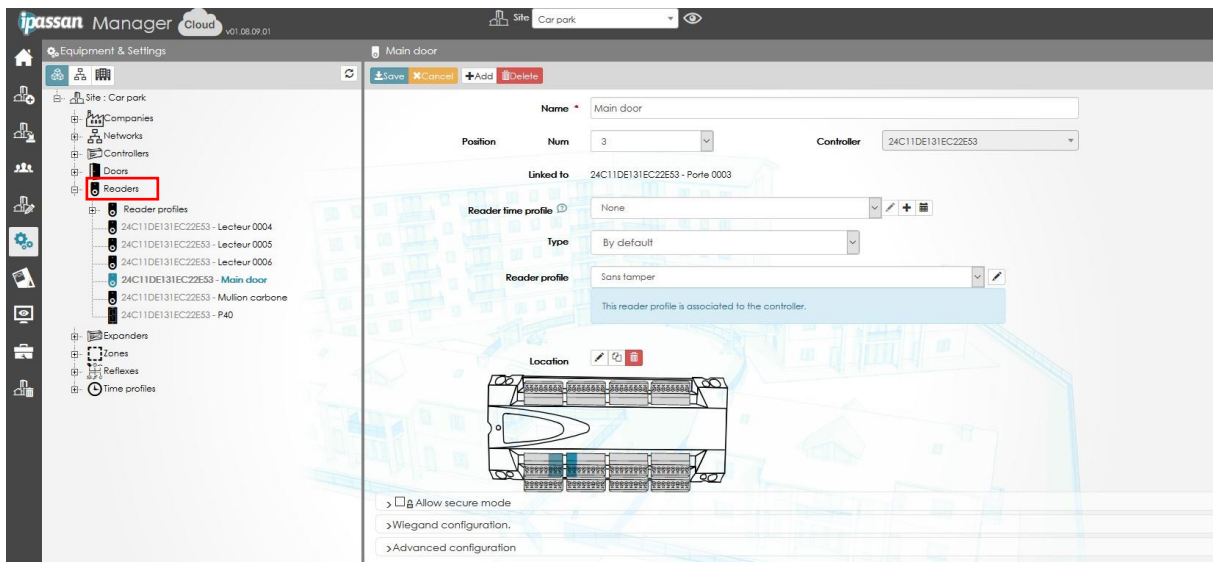 ipassan Manager Cloud v01.08.09.01
Site Car park
Equipment & Settings
Main door
Save Cancel Add Delete
Site : Car park
Companies
Networks
Controllers
Doors
Readers
Reader profiles
24C11DE131EC22E53 - Lecteur 0004
24C11DE131EC22E53 - Lecteur 0005
24C11DE131EC22E53 - Lecteur 0006
24C11DE131EC22E53 - Main door
24C11DE131EC22E53 - Mullion carbone
24C11DE131EC22E53 - P40
Expanders
Zones
Reflexes
Time profiles
Name * Main door
Position Num 3 Controller 24C11DE131EC22E53
Linked to 24C11DE131EC22E53 - Porte 0003
Reader time profile None
Type By default
Reader profile Sans tamper
This reader profile is associated to the controller.
Location
Allow secure mode
Wiegand configuration.
Advanced configuration